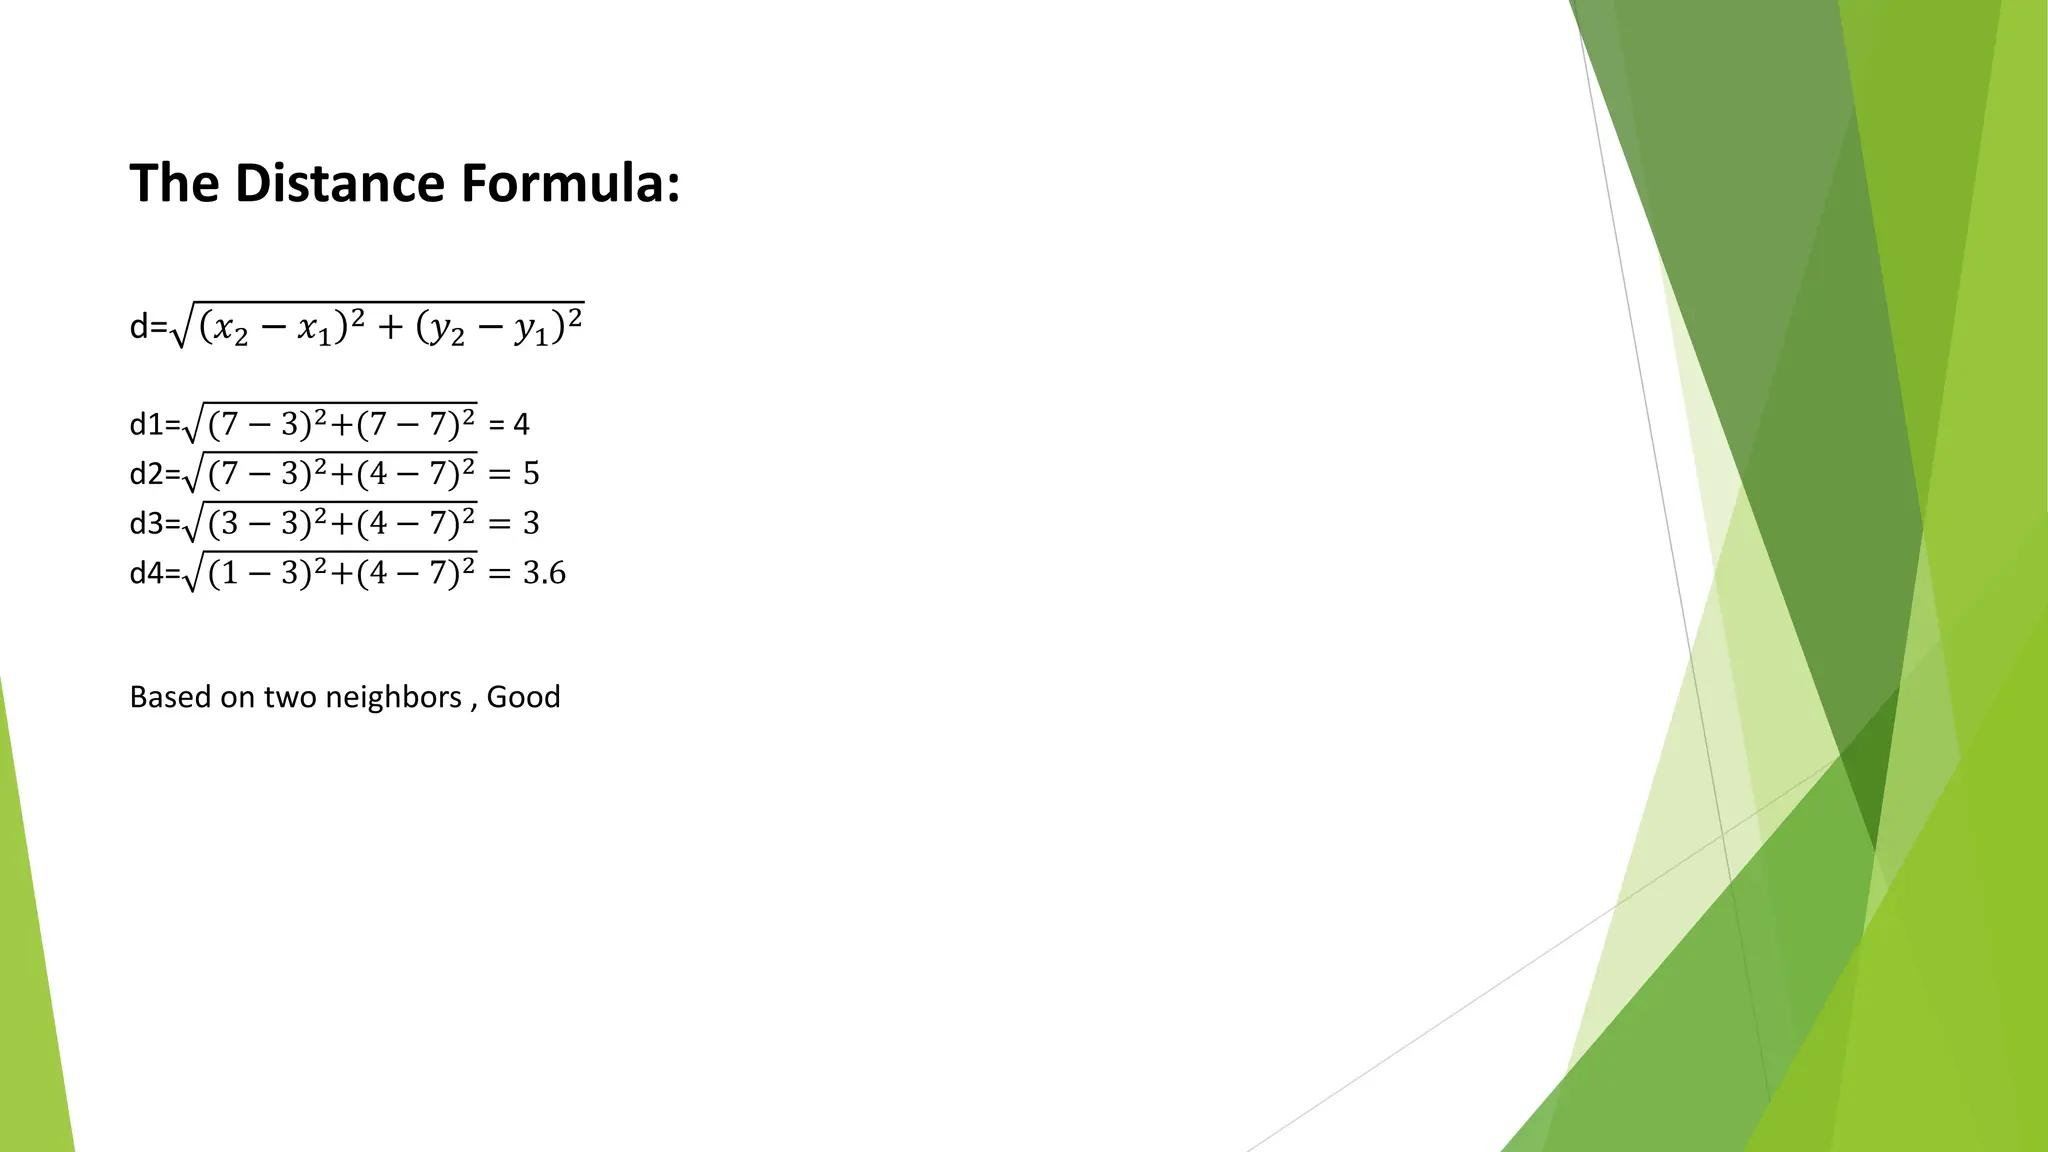 The Distance Formula:
d=√(𝑥₂ − 𝑥₁)² + (𝑦₂ − 𝑦₁)²
d1=√(7 − 3)²+(7 − 7)² = 4
d2=√(7 − 3)²+(4 − 7)² = 5
d3=√(3 − 3)²+(4 − 7)² = 3
d4=√(1 − 3)²+(4 − 7)² = 3.6
Based on two neighbors , Good